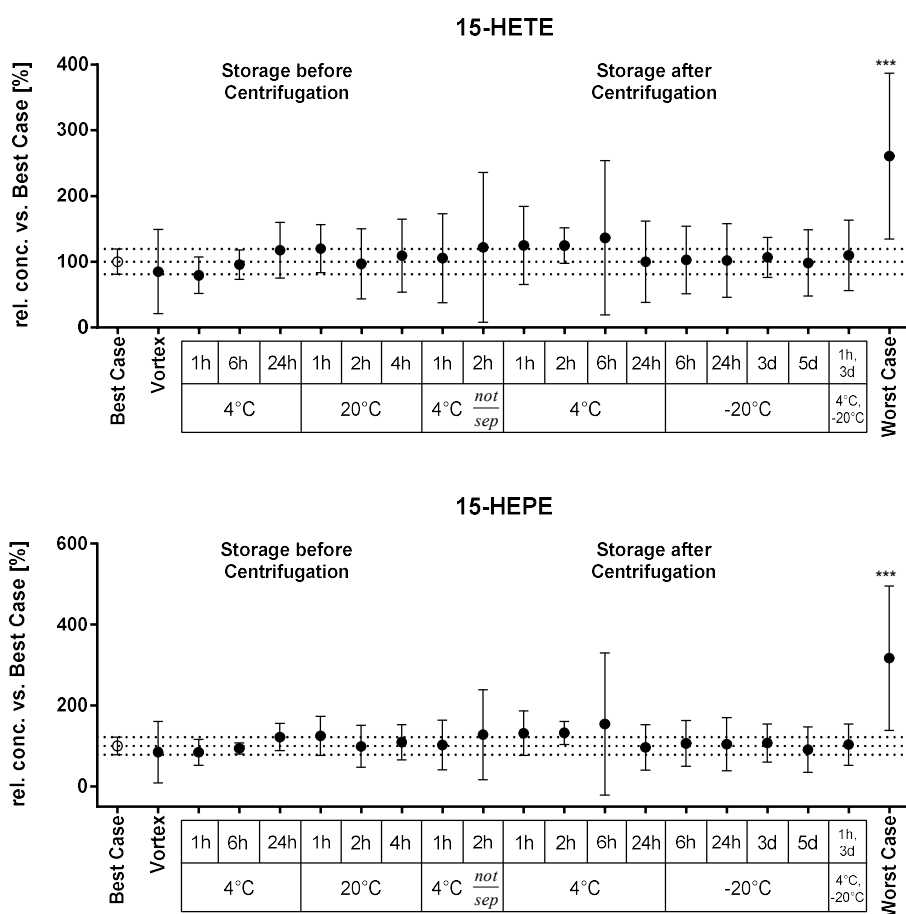 15-HETE
rel. conc. vs. Best Case [%]
400
300
200
100
0
Storage before
Centrifugation
Storage after
Centrifugation
***
Best Case
Vortex
1h 6h 24h 1h 2h 4h 1h 2h 1h 2h 6h 24h 6h 24h 3d 5d 1h,
3d
4°C 20°C 4°C not
sep
4°C -20°C 4°C,
-20°C
Worst Case
15-HEPE
rel. conc. vs. Best Case [%]
600
400
200
0
Storage before
Centrifugation
Storage after
Centrifugation
***
Best Case
Vortex
1h 6h 24h 1h 2h 4h 1h 2h 1h 2h 6h 24h 6h 24h 3d 5d 1h,
3d
4°C 20°C 4°C not
sep
4°C -20°C 4°C,
-20°C
Worst Case